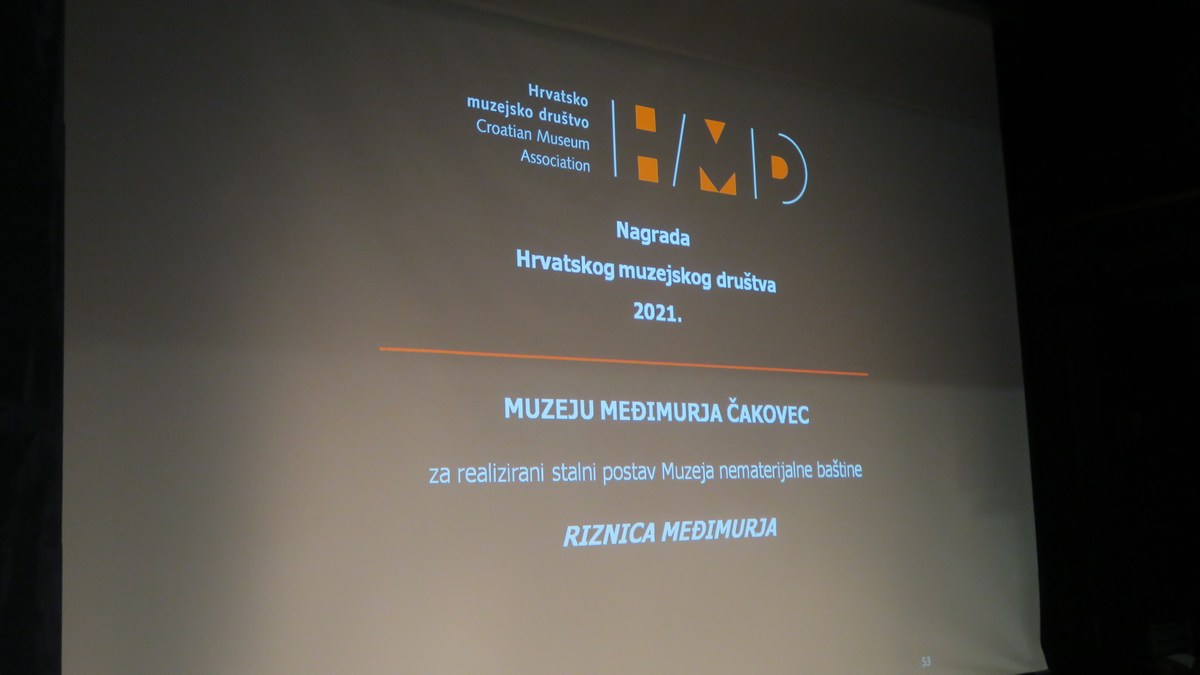 Hrvatsko
muzejsko društvo
Croatian Museum
Association
HMD
Nagrada
Hrvatskog muzejskog društva
2021.
MUZEJU MEĐIMURJA ČAKOVEC
za realizirani stalni postav Muzeja nematerijalne baštine
RIZNICA MEĐIMURJA
53